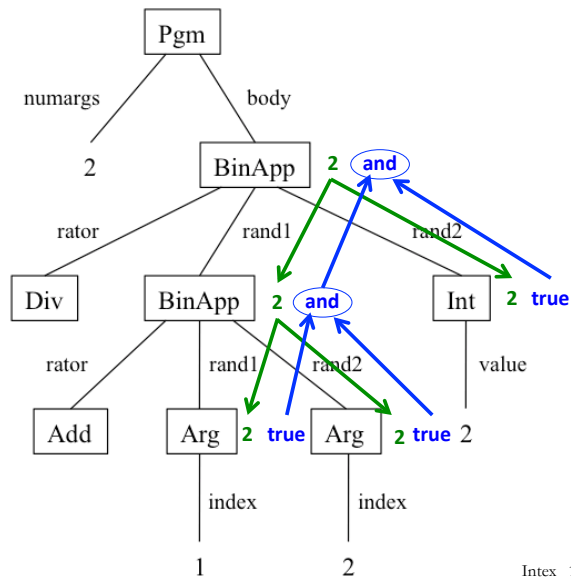 Pgm
numargs
body
2
BinApp
2
and
rator
rand1
rand2
Div
BinApp
2
and
Int
2
true
rator
rand1
rand2
value
Add
Arg
2
true
Arg
2
true
2
index
index
1
2
Intex